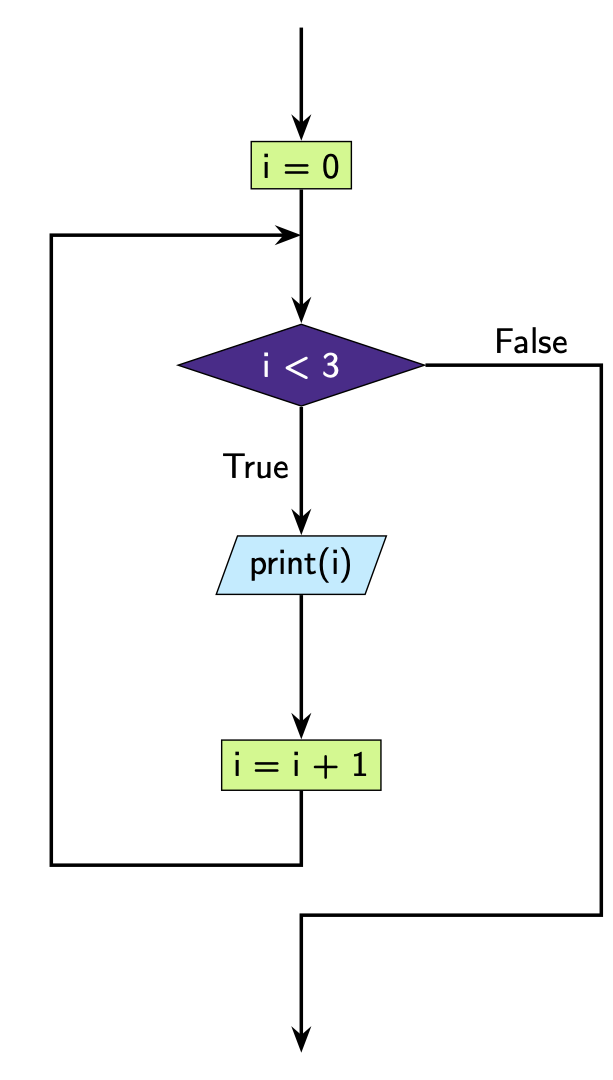 i = 0
i < 3
False
True
print(i)
i = i + 1